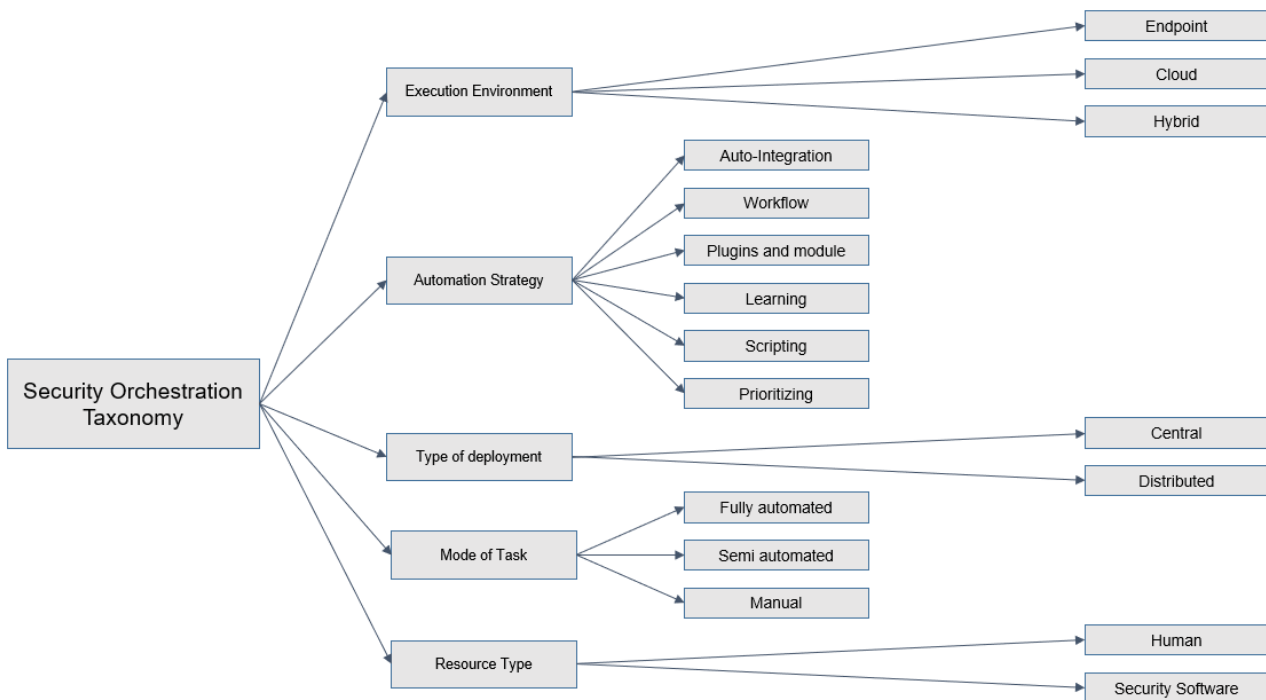 Security Orchestration
Taxonomy
Execution Environment
Endpoint
Cloud
Hybrid
Automation Strategy
Auto-Integration
Workflow
Plugins and module
Learning
Scripting
Prioritizing
Type of deployment
Central
Distributed
Mode of Task
Fully automated
Semi automated
Manual
Resource Type
Human
Security Software